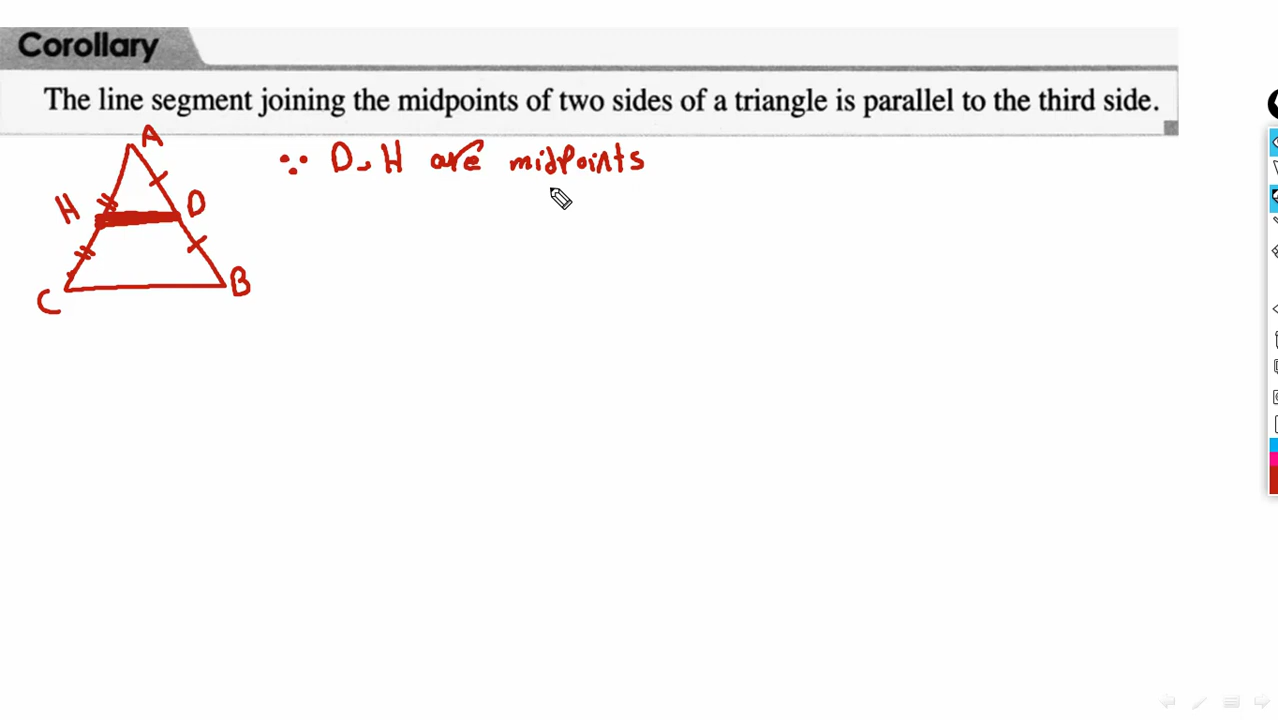 Corollary
The line segment joining the midpoints of two sides of a triangle is parallel to the third side.
A
∵ D, H are midpoints
H
D
C
B